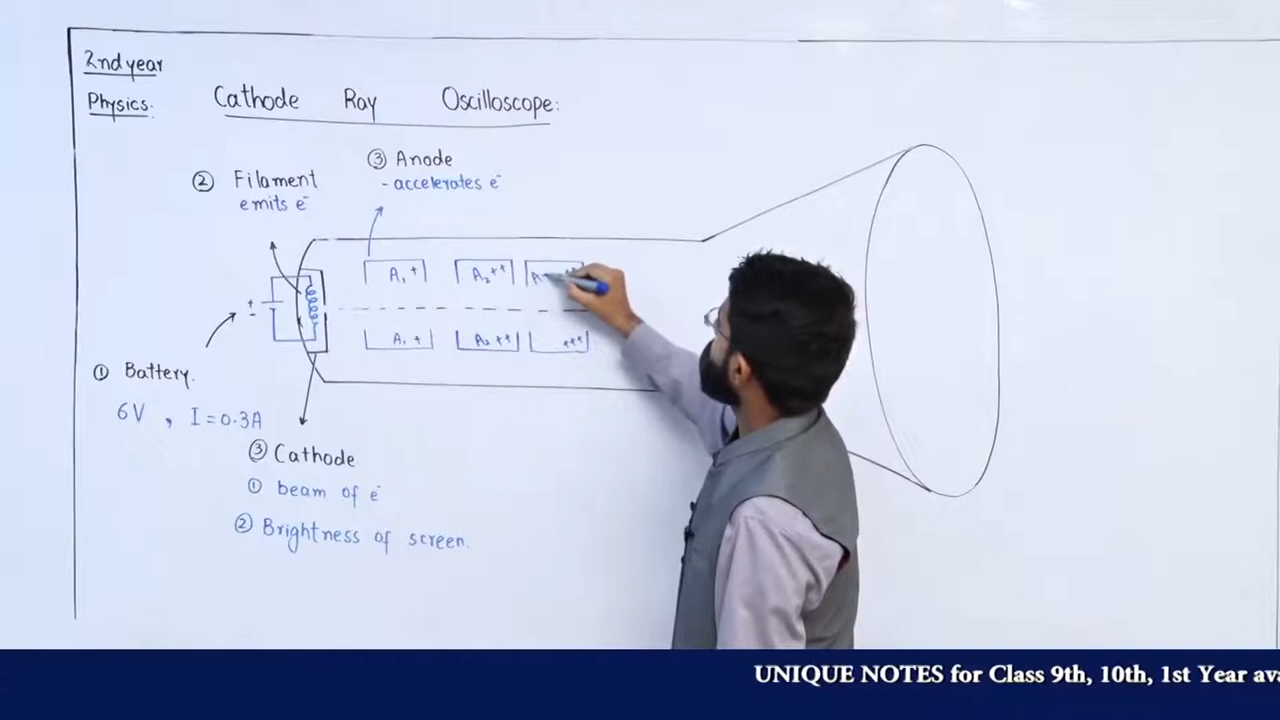 2nd year
Physics:
Cathode Ray Oscilloscope:
② Filament
emits e⁻
③ Anode
- accelerates e⁻
A₁ +
A₂ ++
+
-
A₁ +
A₂ ++
+++
① Battery.
6V , I = 0.3A
③ Cathode
① beam of e⁻
② Brightness of screen.
UNIQUE NOTES for Class 9th, 10th, 1st Year